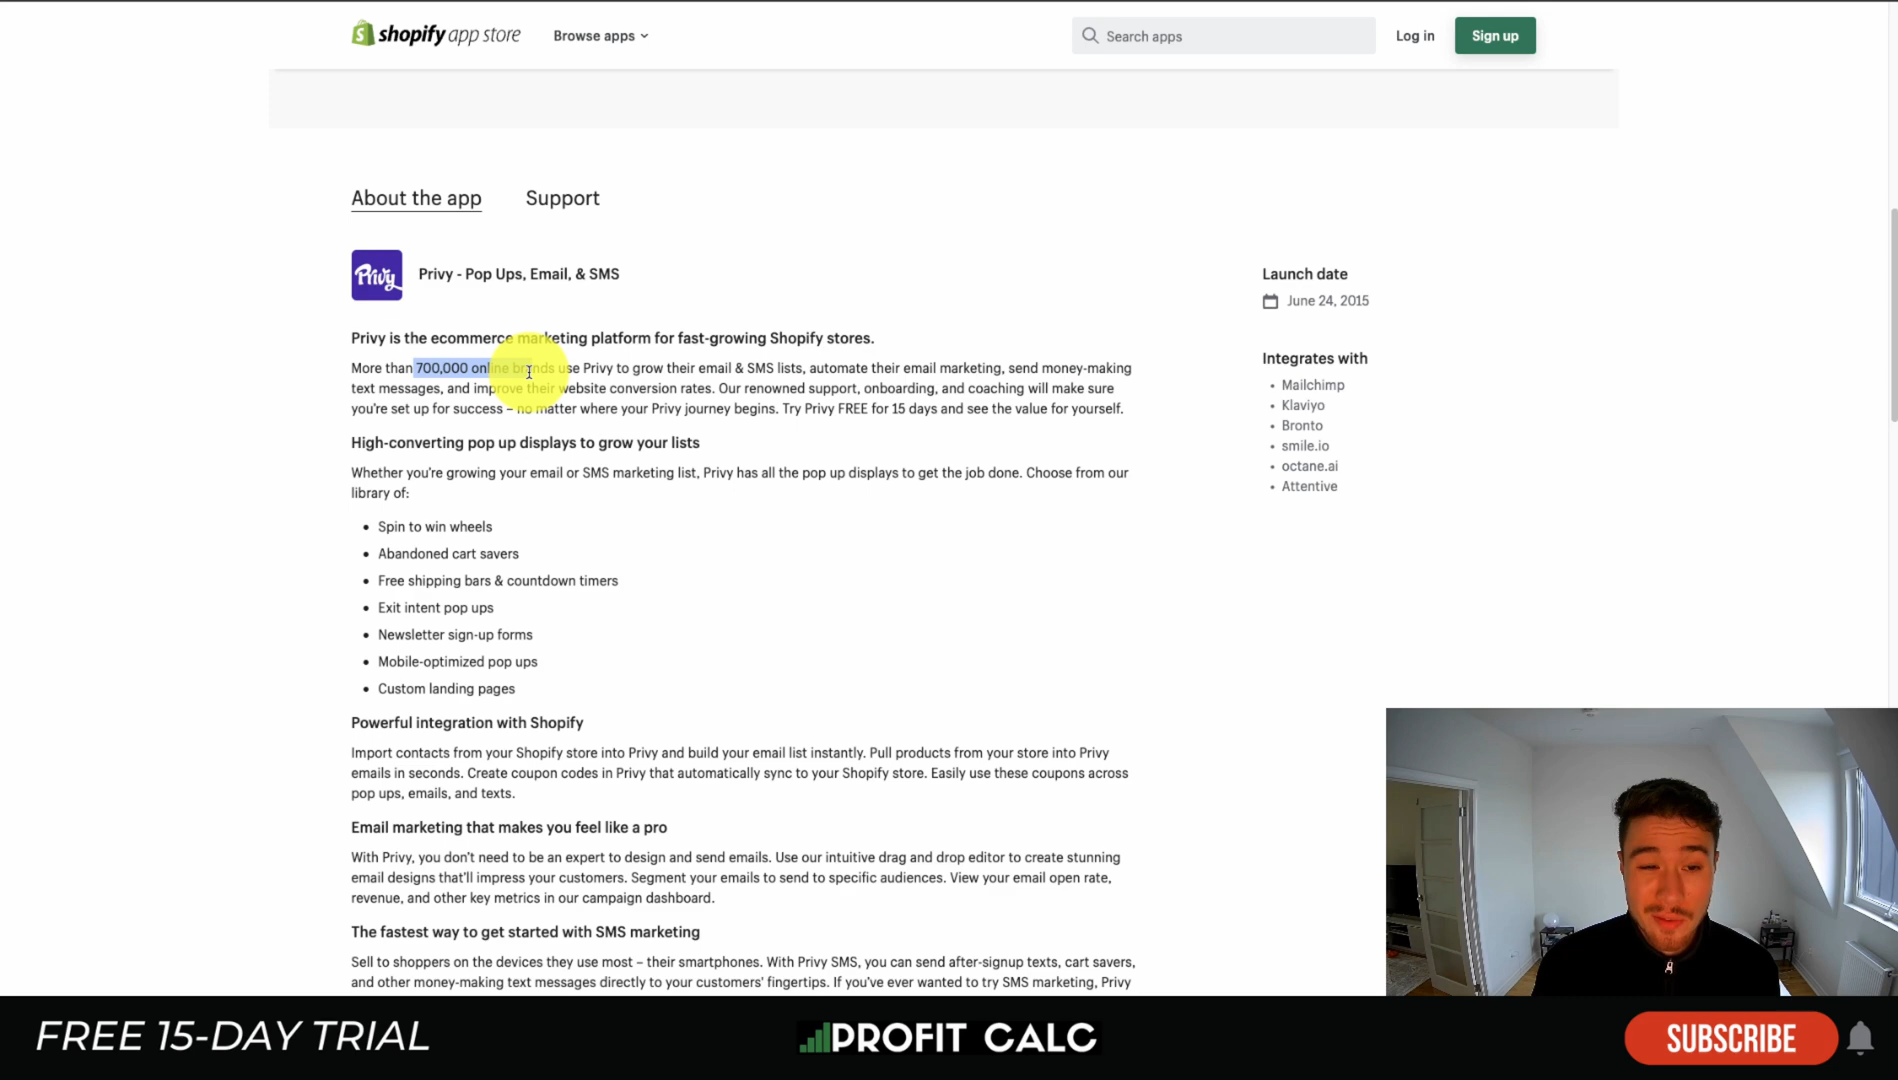 shopify app store
Browse apps
Search apps
Log in
Sign up
About the app
Support
Privy
Privy - Pop Ups, Email, & SMS
Launch date
June 24, 2015
Privy is the ecommerce marketing platform for fast-growing Shopify stores.
More than 700,000 online brands use Privy to grow their email & SMS lists, automate their email marketing, send money-making
text messages, and improve their website conversion rates. Our renowned support, onboarding, and coaching will make sure
you're set up for success – no matter where your Privy journey begins. Try Privy FREE for 15 days and see the value for yourself.
Integrates with
• Mailchimp
• Klaviyo
• Bronto
• smile.io
• octane.ai
• Attentive
High-converting pop up displays to grow your lists
Whether you're growing your email or SMS marketing list, Privy has all the pop up displays to get the job done. Choose from our
library of:
• Spin to win wheels
• Abandoned cart savers
• Free shipping bars & countdown timers
• Exit intent pop ups
• Newsletter sign-up forms
• Mobile-optimized pop ups
• Custom landing pages
Powerful integration with Shopify
Import contacts from your Shopify store into Privy and build your email list instantly. Pull products from your store into Privy
emails in seconds. Create coupon codes in Privy that automatically sync to your Shopify store. Easily use these coupons across
pop ups, emails, and texts.
Email marketing that makes you feel like a pro
With Privy, you don't need to be an expert to design and send emails. Use our intuitive drag and drop editor to create stunning
email designs that'll impress your customers. Segment your emails to send to specific audiences. View your email open rate,
revenue, and other key metrics in our campaign dashboard.
The fastest way to get started with SMS marketing
Sell to shoppers on the devices they use most – their smartphones. With Privy SMS, you can send after-signup texts, cart savers,
and other money-making text messages directly to your customers' fingertips. If you've ever wanted to try SMS marketing, Privy
FREE 15-DAY TRIAL
PROFIT CALC
SUBSCRIBE